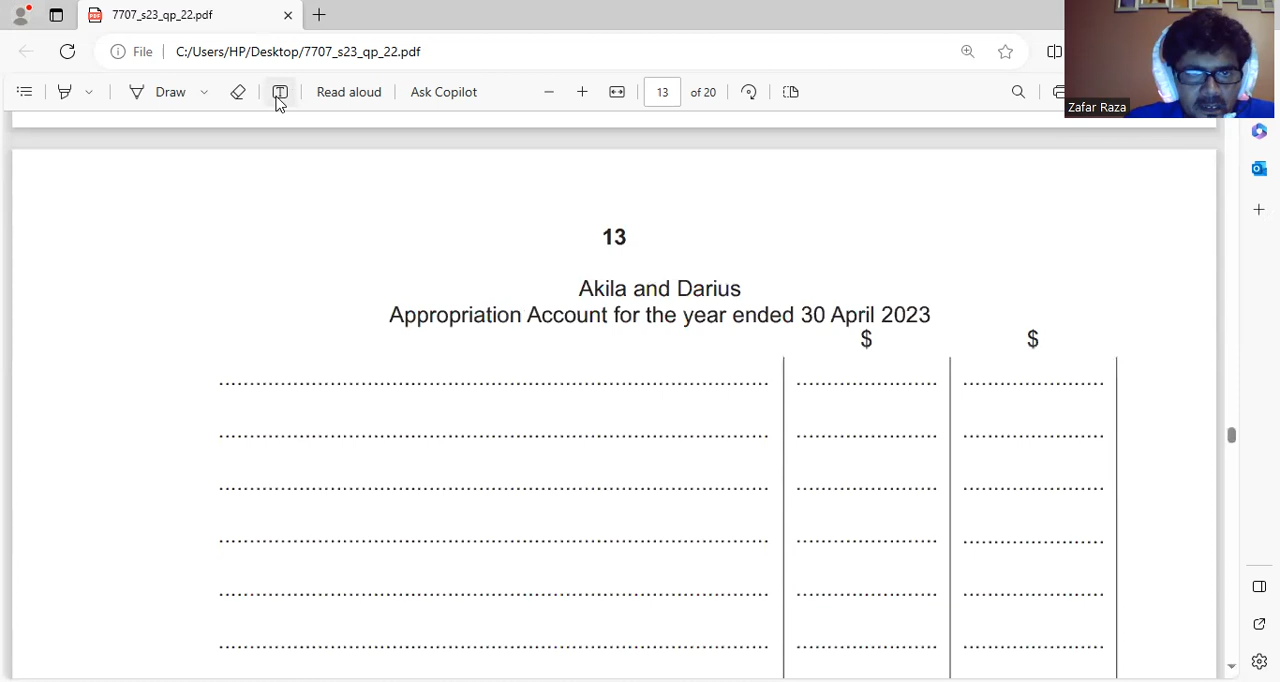 7707_s23_qp_22.pdf
File
C:/Users/HP/Desktop/7707_s23_qp_22.pdf
Draw
Read aloud
Ask Copilot
13
of 20
Zafar Raza
13
Akila and Darius
Appropriation Account for the year ended 30 April 2023
$ $